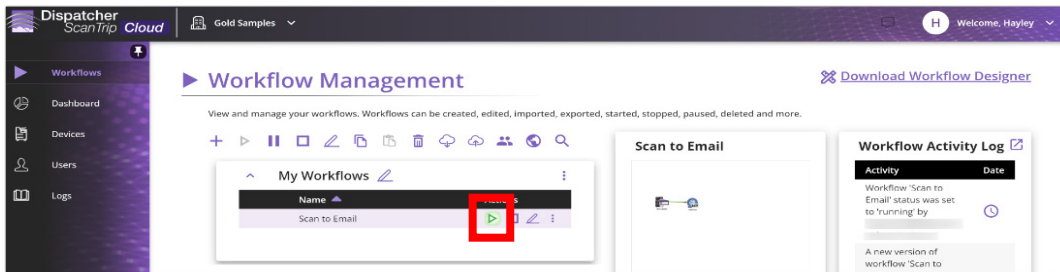 Dispatcher
ScanTrip Cloud
Gold Samples
H
Welcome, Hayley
Workflows
Dashboard
Devices
Users
Logs
Workflow Management
Download Workflow Designer
View and manage your workflows. Workflows can be created, edited, imported, exported, started, stopped, paused, deleted and more.
My Workflows
Name
Scan to Email
Scan to Email
Workflow Activity Log
Activity Date
Workflow 'Scan to
Email' status was set
to 'running' by
A new version of
workflow 'Scan to